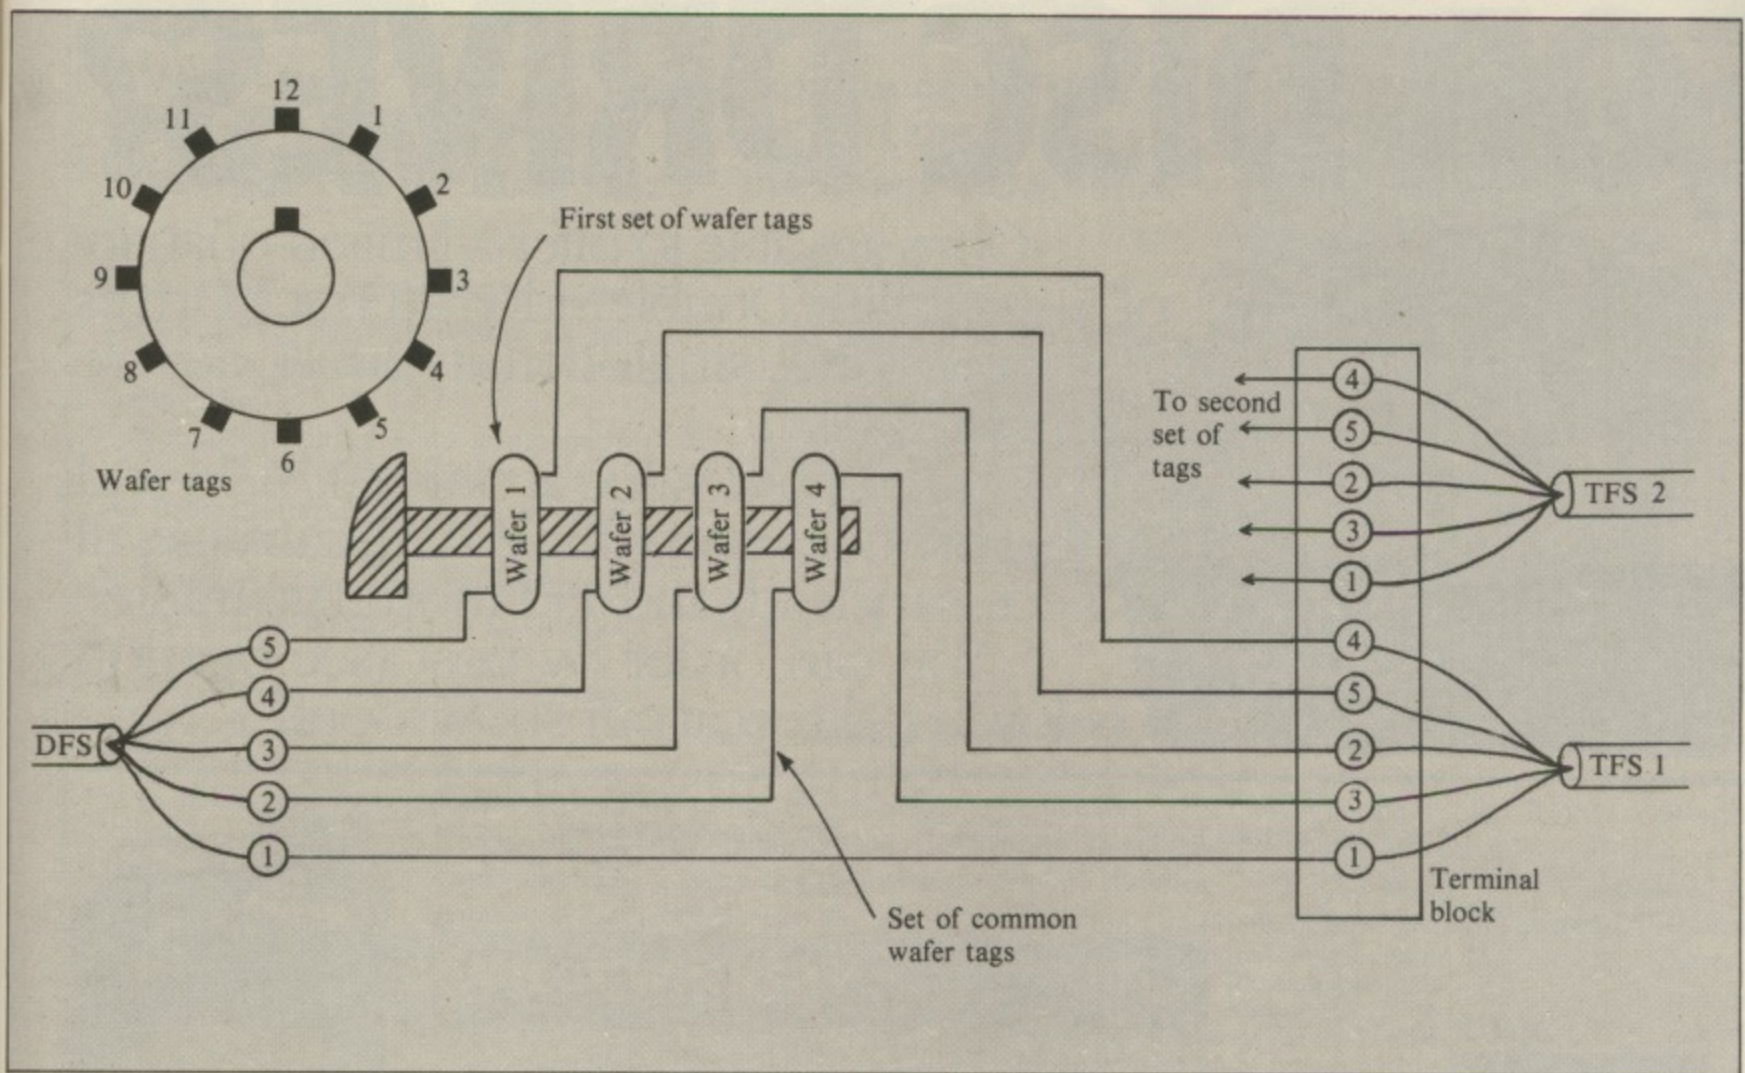 12
11
1
10
2
9
3
8
4
7
5
6
Wafer tags
First set of wafer tags
Wafer 1
Wafer 2
Wafer 3
Wafer 4
To second
set of
tags
4
5
2
3
1
TFS 2
4
5
2
3
1
TFS 1
Terminal
block
DFS
5
4
3
2
1
Set of common
wafer tags